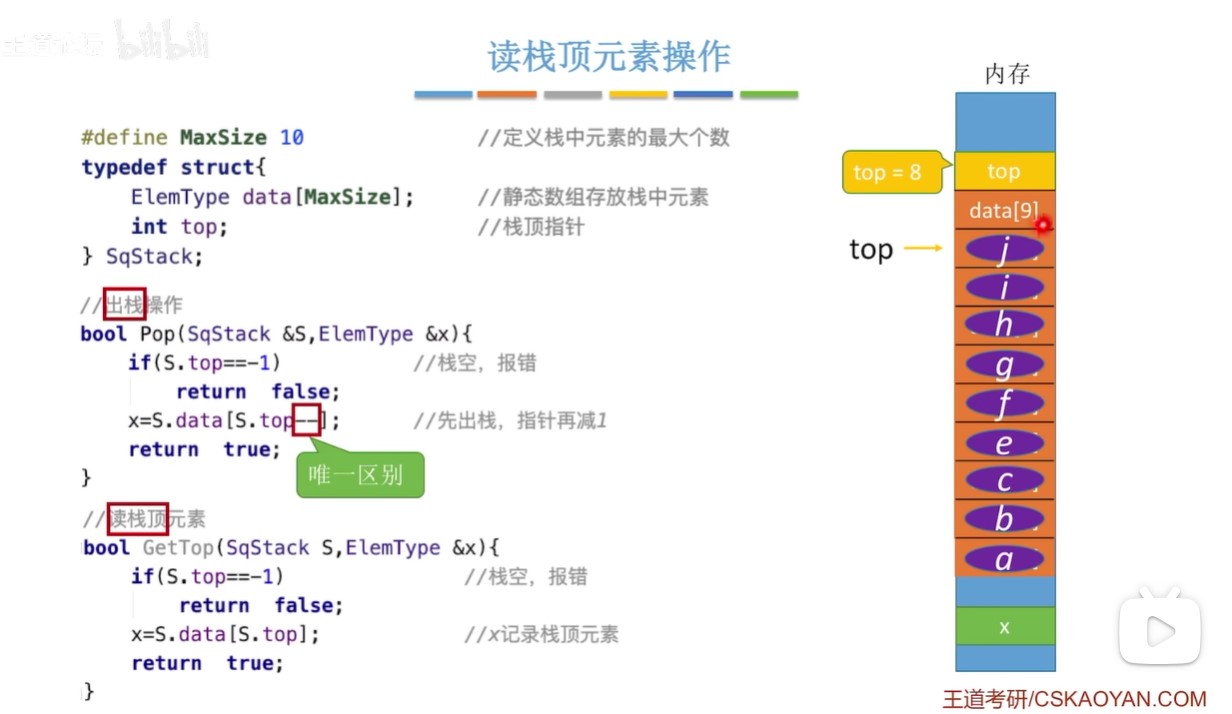 王道论坛 bilibili
读栈顶元素操作
#define MaxSize 10 //定义栈中元素的最大个数
typedef struct{
ElemType data[MaxSize]; //静态数组存放栈中元素
int top; //栈顶指针
} SqStack;
//出栈操作
bool Pop(SqStack &S,ElemType &x){
if(S.top==-1) //栈空，报错
return false;
x=S.data[S.top--]; //先出栈，指针再减1
return true;
}
唯一区别
//读栈顶元素
bool GetTop(SqStack S,ElemType &x){
if(S.top==-1) //栈空，报错
return false;
x=S.data[S.top]; //x记录栈顶元素
return true;
}
内存
top = 8
top
data[9]
top
j
i
h
g
f
e
c
b
a
x
王道考研/CSKAOYAN.COM